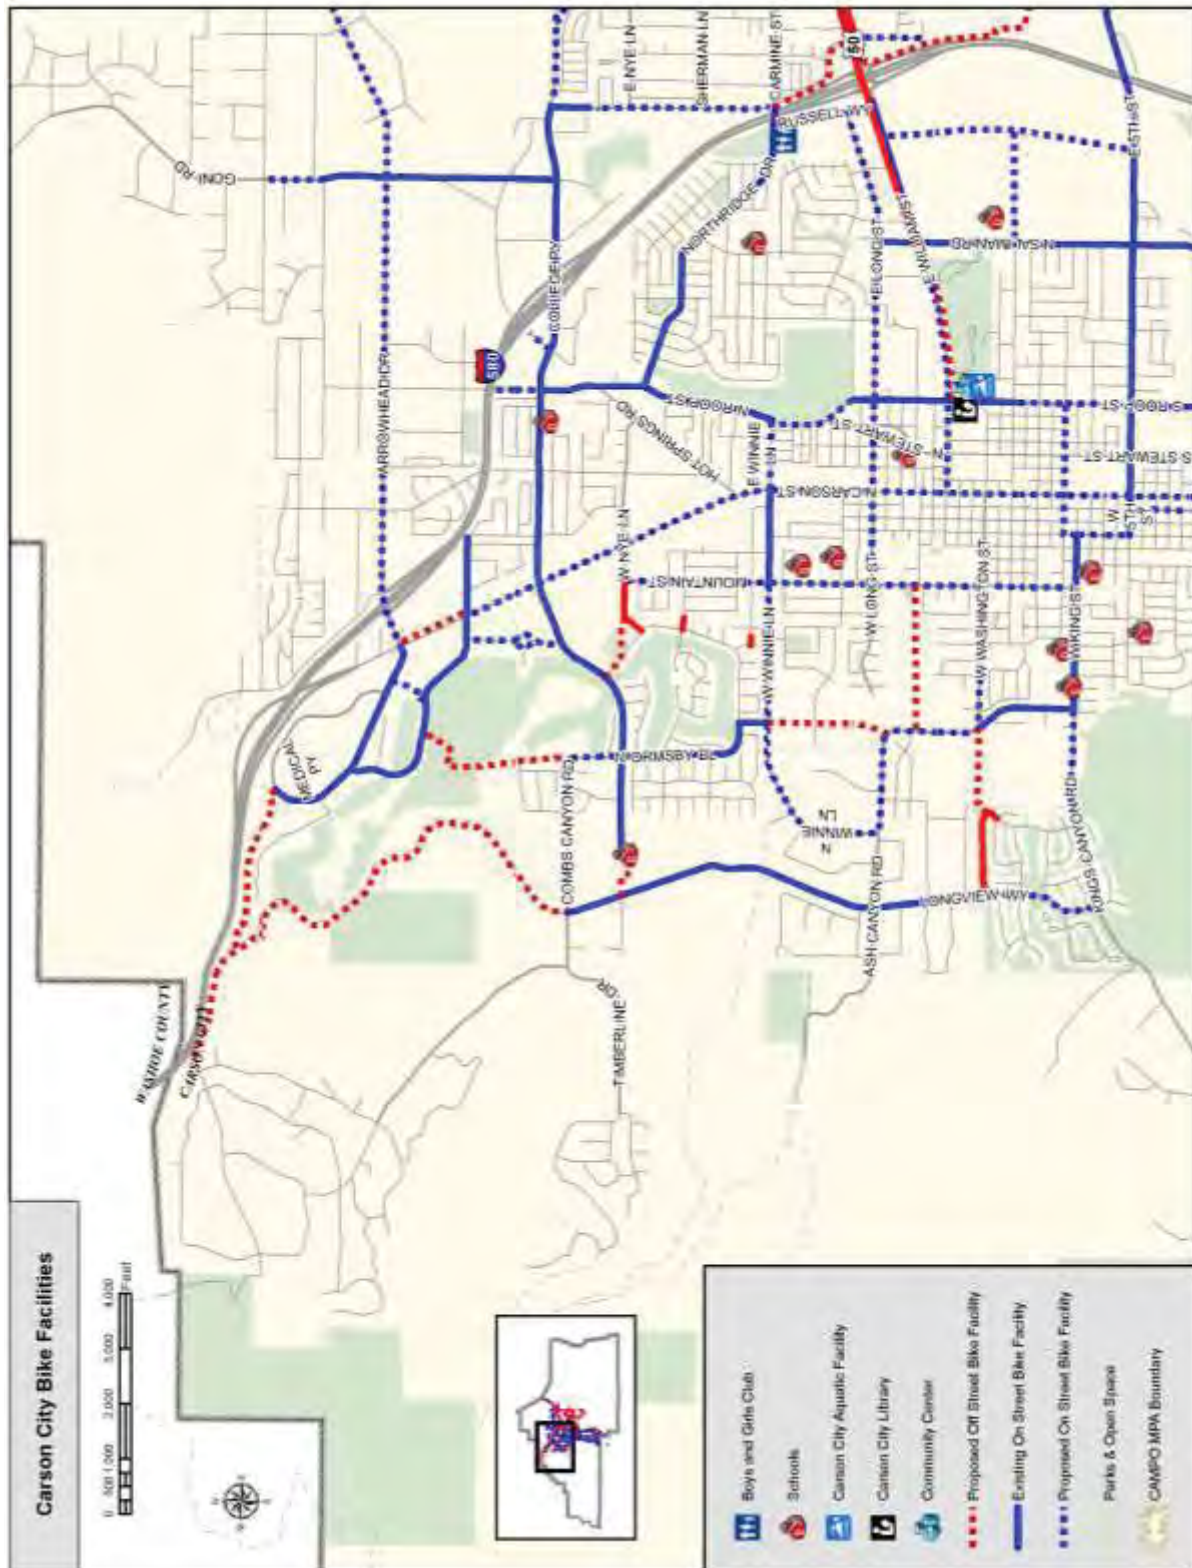 Carson City Bike Facilities
0 500 1,000 2,000 3,000 4,000
Feet
WASHOE COUNTY
CARSON CITY
GONI RD
ARROWHEAD DR
COLLEGE PY
580
E NYE LN
SHERMAN LN
CARMINE ST
RUSSELL WY
50
NORTHRIDGE DR
N ROOP ST
HOT SPRINGS RD
E WINNIE
LN
N STEWART ST
E LONG ST
E WILLIAM ST
N SALIMAN RD
E 5TH ST
S ROOP ST
S STEWART ST
N CARSON ST
W
5TH
ST
W NYE LN
MOUNTAIN ST
W WINNIE LN
W LONG ST
W WASHINGTON ST
W KING ST
MEDICAL
PY
COMBS CANYON RD
N ORMSBY BL
N
WINNIE
LN
ASH CANYON RD
LONGVIEW WY
KINGS CANYON RD
TIMBERLINE DR
Boys and Girls Club
Schools
Carson City Aquatic Facility
Carson City Library
Community Center
Proposed Off Street Bike Facility
Existing On Street Bike Facility
Proposed On Street Bike Facility
Parks & Open Space
CAMPO MPA Boundary